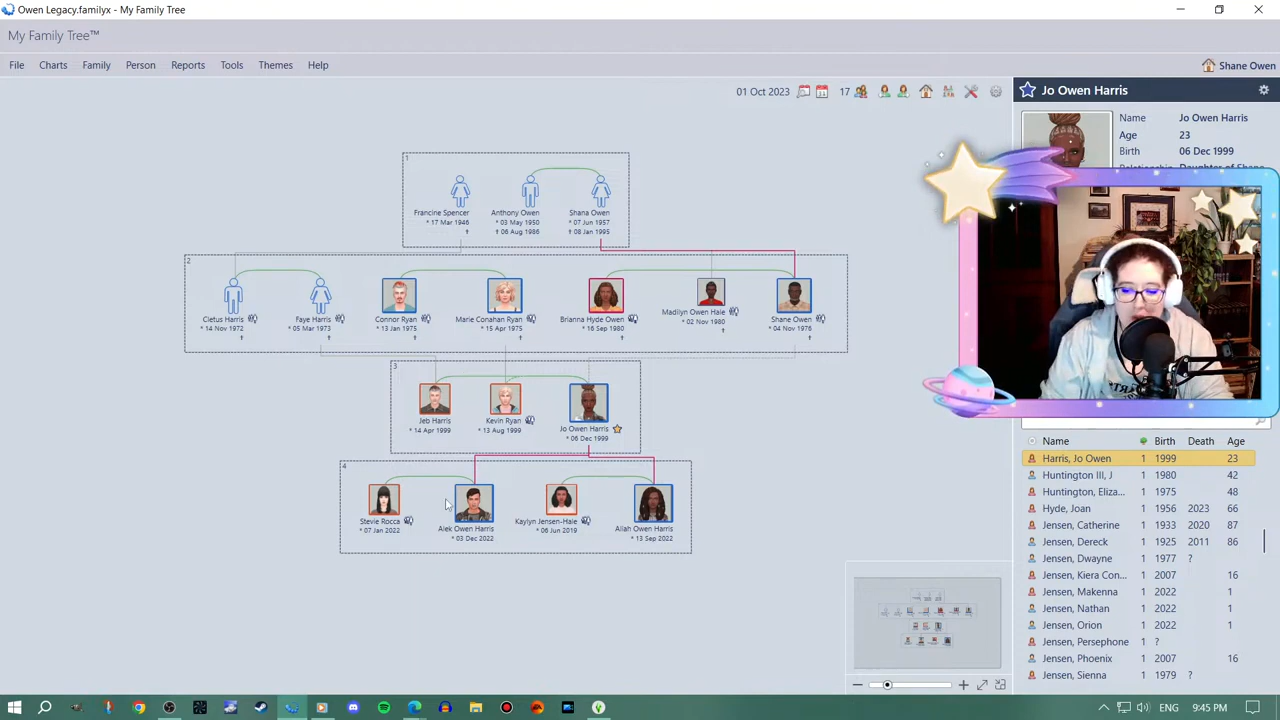 Owen Legacy.familyx - My Family Tree
My Family Tree™
File Charts Family Person Reports Tools Themes Help Shane Owen
01 Oct 2023 17
1
Francine Spencer Anthony Owen Shana Owen
* 17 Mar 1946 * 03 May 1950 * 07 Jun 1957
† † 06 Aug 1986 † 08 Jan 1995
2
Cletus Harris Faye Harris Connor Ryan Marie Conahan Ryan Brianna Hyde Owen Madilyn Owen Haie Shane Owen
* 14 Nov 1972 * 05 Mar 1973 * 13 Jan 1975 * 15 Apr 1975 * 16 Sep 1980 * 02 Nov 1980 * 04 Nov 1976
† † † † †
3
Jeb Harris Kevin Ryan Jo Owen Harris
* 14 Apr 1999 * 13 Aug 1999 * 06 Dec 1999
4
Stevie Rocca Alek Owen Harris Kaylyn Jensen-Haie Aliah Owen Harris
* 07 Jan 2022 * 03 Dec 2022 * 06 Jun 2019 * 13 Sep 2022
Jo Owen Harris
Name Jo Owen Harris
Age 23
Birth 06 Dec 1999
Daughter of Shane
Name Birth Death Age
Harris, Jo Owen 1 1999 23
Huntington III, J 1 1980 42
Huntington, Eliza... 1 1975 48
Hyde, Joan 1 1956 2023 66
Jensen, Catherine 1 1933 2020 87
Jensen, Dereck 1 1925 2011 86
Jensen, Dwayne 1 1977 ?
Jensen, Kiera Con... 1 2007 16
Jensen, Makenna 1 2022 1
Jensen, Nathan 1 2022 1
Jensen, Orion 1 2022 1
Jensen, Persephone 1 ?
Jensen, Phoenix 1 2007 16
Jensen, Sienna 1 1979 ?
ENG 9:45 PM